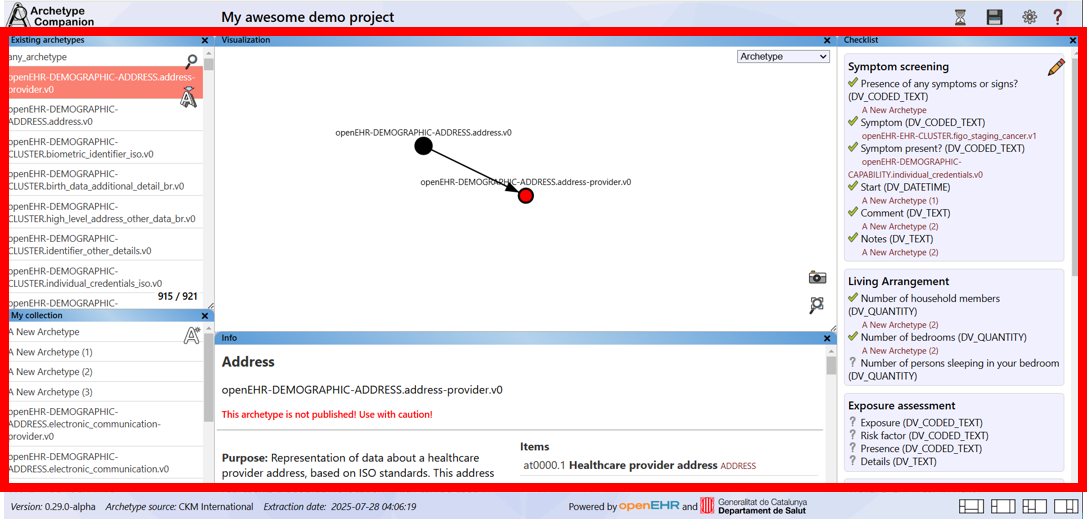 Archetype
Companion
My awesome demo project
Existing archetypes
any_archetype
openEHR-DEMOGRAPHIC-ADDRESS.address-
provider.v0
openEHR-DEMOGRAPHIC-
ADDRESS.address.v0
openEHR-DEMOGRAPHIC-
CLUSTER.biometric_identifier_iso.v0
openEHR-DEMOGRAPHIC-
CLUSTER.birth_data_additional_detail_br.v0
openEHR-DEMOGRAPHIC-
CLUSTER.high_level_address_other_data_br.v0
openEHR-DEMOGRAPHIC-
CLUSTER.identifier_other_details.v0
openEHR-DEMOGRAPHIC-
CLUSTER.individual_credentials_iso.v0
openEHR-DEMOGRAPHIC-
915 / 921
My collection
A New Archetype
A New Archetype (1)
A New Archetype (2)
A New Archetype (3)
openEHR-DEMOGRAPHIC-
ADDRESS.electronic_communication-
provider.v0
openEHR-DEMOGRAPHIC-
ADDRESS.electronic_communication.v0
Visualization
Archetype
openEHR-DEMOGRAPHIC-ADDRESS.address.v0
openEHR-DEMOGRAPHIC-ADDRESS.address-provider.v0
Info
Address
openEHR-DEMOGRAPHIC-ADDRESS.address-provider.v0
This archetype is not published! Use with caution!
Purpose: Representation of data about a healthcare
provider address, based on ISO standards. This address
Items
at0000.1 Healthcare provider address ADDRESS
Checklist
Symptom screening
Presence of any symptoms or signs?
(DV_CODED_TEXT)
A New Archetype
Symptom (DV_CODED_TEXT)
openEHR-EHR-CLUSTER.figo_staging_cancer.v1
Symptom present? (DV_CODED_TEXT)
openEHR-DEMOGRAPHIC-
CAPABILITY.individual_credentials.v0
Start (DV_DATETIME)
A New Archetype (1)
Comment (DV_TEXT)
A New Archetype (2)
Notes (DV_TEXT)
A New Archetype (2)
Living Arrangement
Number of household members
(DV_QUANTITY)
A New Archetype (2)
Number of bedrooms (DV_QUANTITY)
A New Archetype (2)
? Number of persons sleeping in your bedroom
(DV_QUANTITY)
Exposure assessment
? Exposure (DV_CODED_TEXT)
? Risk factor (DV_CODED_TEXT)
? Presence (DV_CODED_TEXT)
? Details (DV_TEXT)
Version: 0.29.0-alpha Archetype source: CKM International Extraction date: 2025-07-28 04:06:19
Powered by openEHR and Generalitat de Catalunya
Departament de Salut